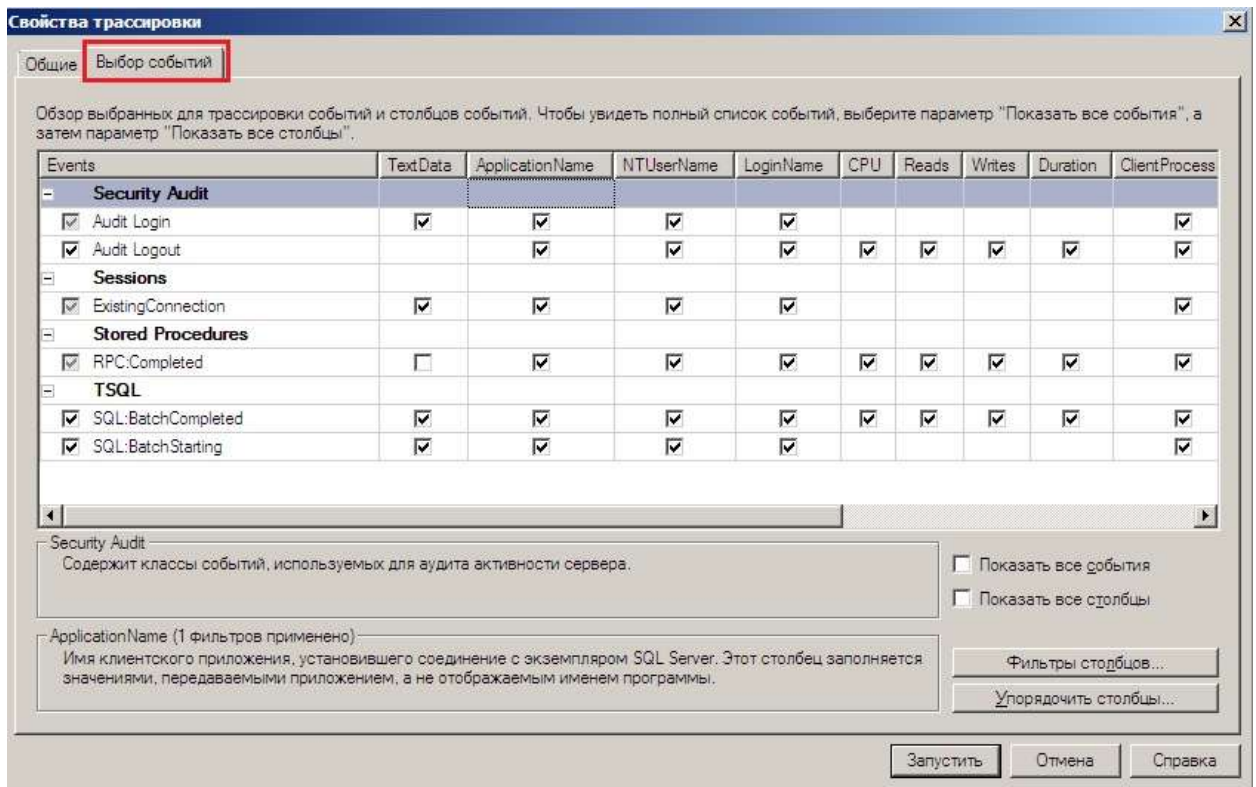 Свойства трассировки
Общие Выбор событий
Обзор выбранных для трассировки событий и столбцов событий. Чтобы увидеть полный список событий, выберите параметр "Показать все события", а
затем параметр "Показать все столбцы".
Events TextData ApplicationName NTUserName LoginName CPU Reads Writes Duration ClientProcess
Security Audit
Audit Login
Audit Logout
Sessions
ExistingConnection
Stored Procedures
RPC:Completed
TSQL
SQL:BatchCompleted
SQL:BatchStarting
Security Audit
Содержит классы событий, используемых для аудита активности сервера.
Показать все события
Показать все столбцы
ApplicationName (1 фильтров применено)
Имя клиентского приложения, установившего соединение с экземпляром SQL Server. Этот столбец заполняется
значениями, передаваемыми приложением, а не отображаемым именем программы.
Фильтры столбцов...
Упорядочить столбцы...
Запустить Отмена Справка